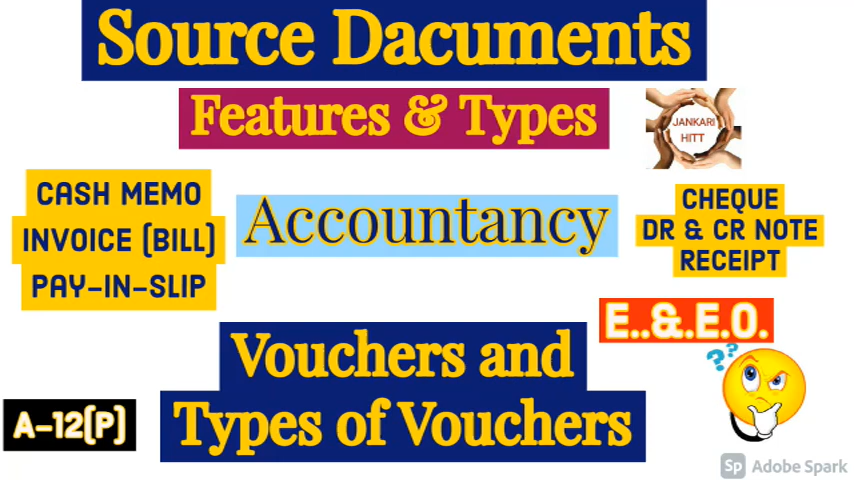 Source Dacuments
Features & Types
JANKARI
HITT
CASH MEMO
INVOICE (BILL)
PAY-IN-SLIP
Accountancy
CHEQUE
DR & CR NOTE
RECEIPT
E..&.E.O.
??
Vouchers and
Types of Vouchers
A-12(P)
Sp Adobe Spark